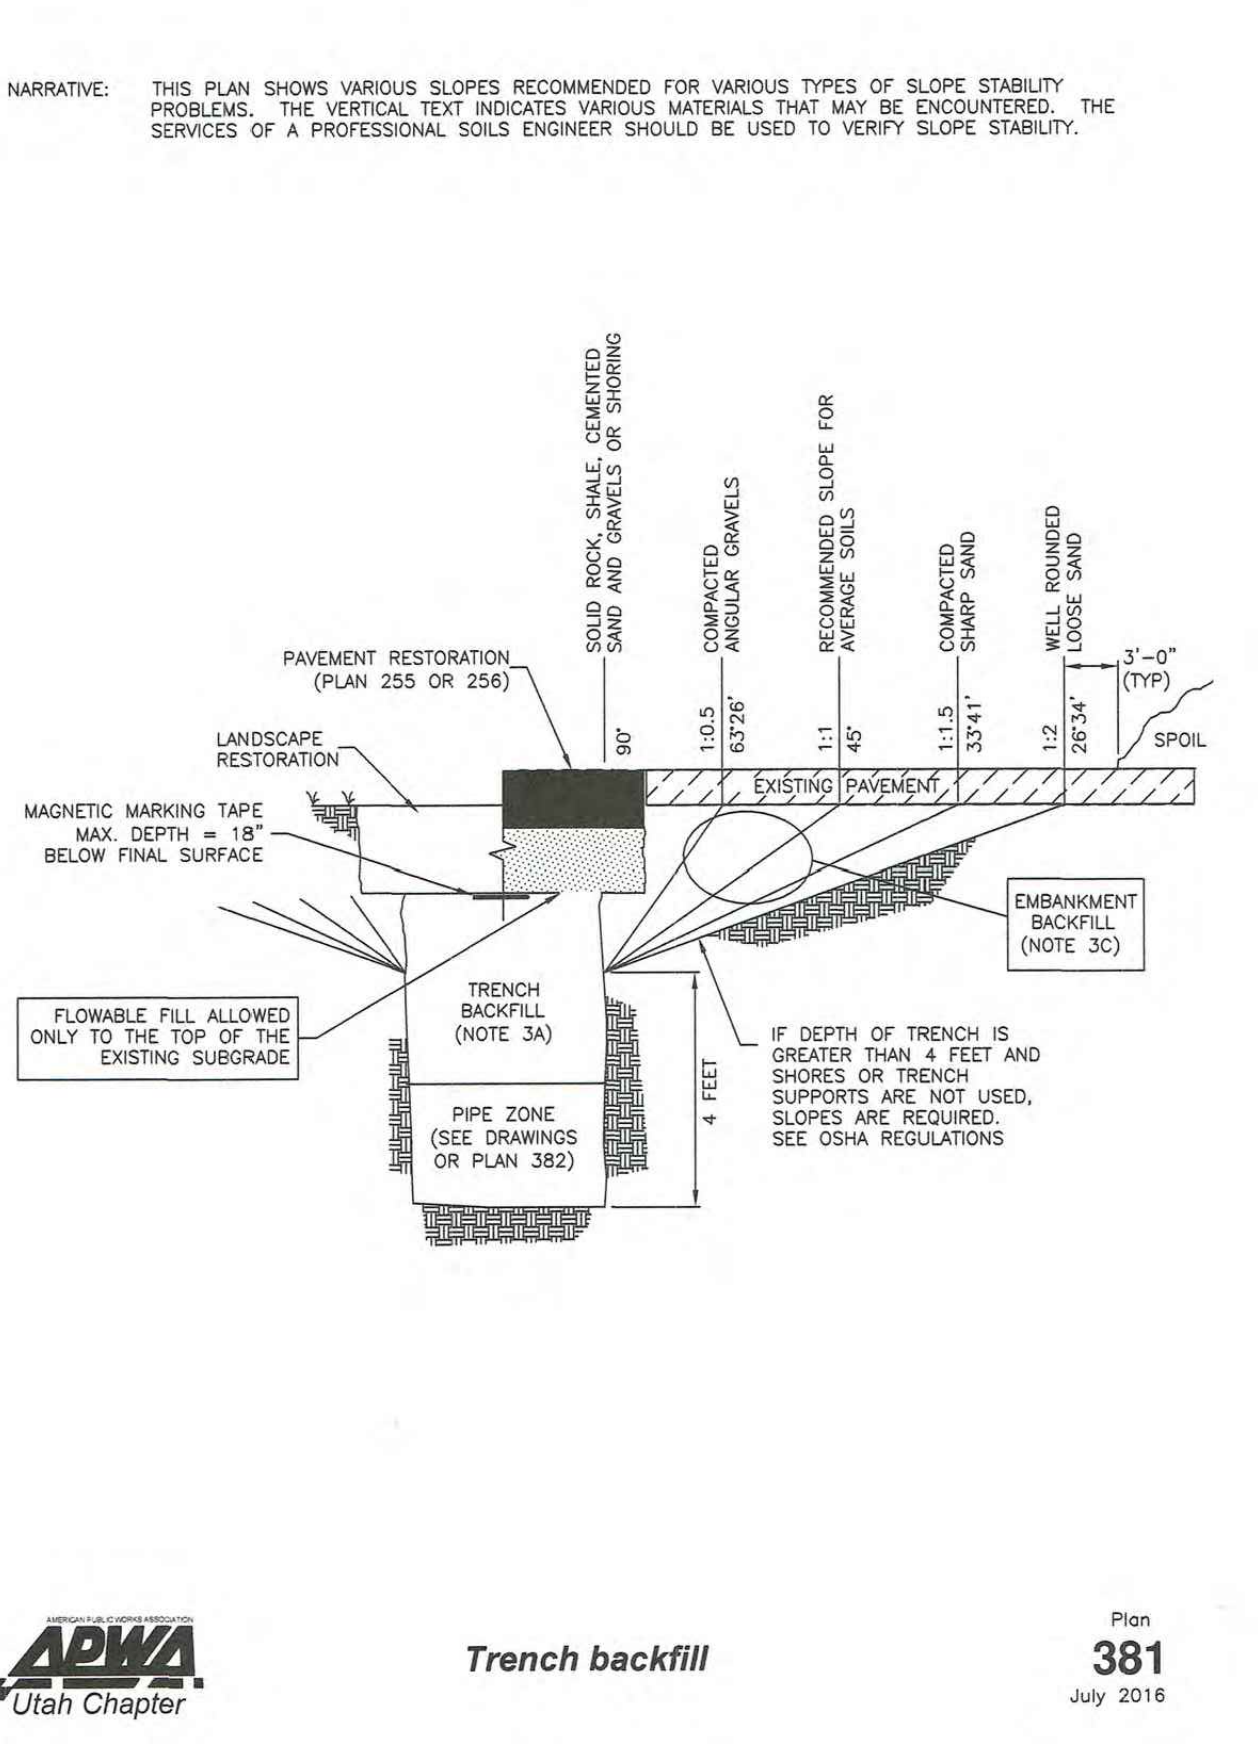 NARRATIVE: THIS PLAN SHOWS VARIOUS SLOPES RECOMMENDED FOR VARIOUS TYPES OF SLOPE STABILITY
PROBLEMS. THE VERTICAL TEXT INDICATES VARIOUS MATERIALS THAT MAY BE ENCOUNTERED. THE
SERVICES OF A PROFESSIONAL SOILS ENGINEER SHOULD BE USED TO VERIFY SLOPE STABILITY.
SOLID ROCK, SHALE, CEMENTED
SAND AND GRAVELS OR SHORING
COMPACTED
ANGULAR GRAVELS
RECOMMENDED SLOPE FOR
AVERAGE SOILS
COMPACTED
SHARP SAND
WELL ROUNDED
LOOSE SAND
3'-0"
(TYP)
SPOIL
90°
1:0.5
63°26'
1:1
45°
1:1.5
33°41'
1:2
26°34'
PAVEMENT RESTORATION
(PLAN 255 OR 256)
LANDSCAPE
RESTORATION
EXISTING PAVEMENT
MAGNETIC MARKING TAPE
MAX. DEPTH = 18"
BELOW FINAL SURFACE
EMBANKMENT
BACKFILL
(NOTE 3C)
FLOWABLE FILL ALLOWED
ONLY TO THE TOP OF THE
EXISTING SUBGRADE
TRENCH
BACKFILL
(NOTE 3A)
4 FEET
IF DEPTH OF TRENCH IS
GREATER THAN 4 FEET AND
SHORES OR TRENCH
SUPPORTS ARE NOT USED,
SLOPES ARE REQUIRED.
SEE OSHA REGULATIONS
PIPE ZONE
(SEE DRAWINGS
OR PLAN 382)
AMERICAN PUBLIC WORKS ASSOCIATION
APWA
Utah Chapter
Trench backfill
Plan
381
July 2016